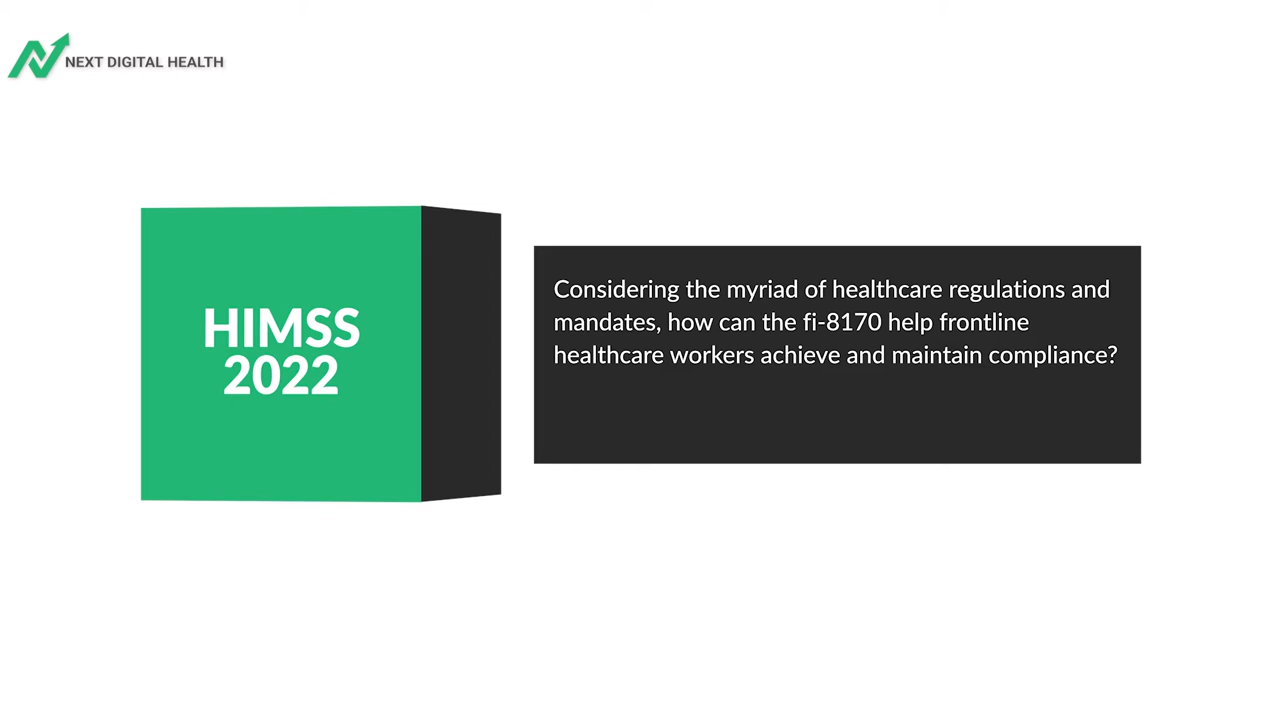 NEXT DIGITAL HEALTH
HIMSS
2022
Considering the myriad of healthcare regulations and
mandates, how can the fi-8170 help frontline
healthcare workers achieve and maintain compliance?